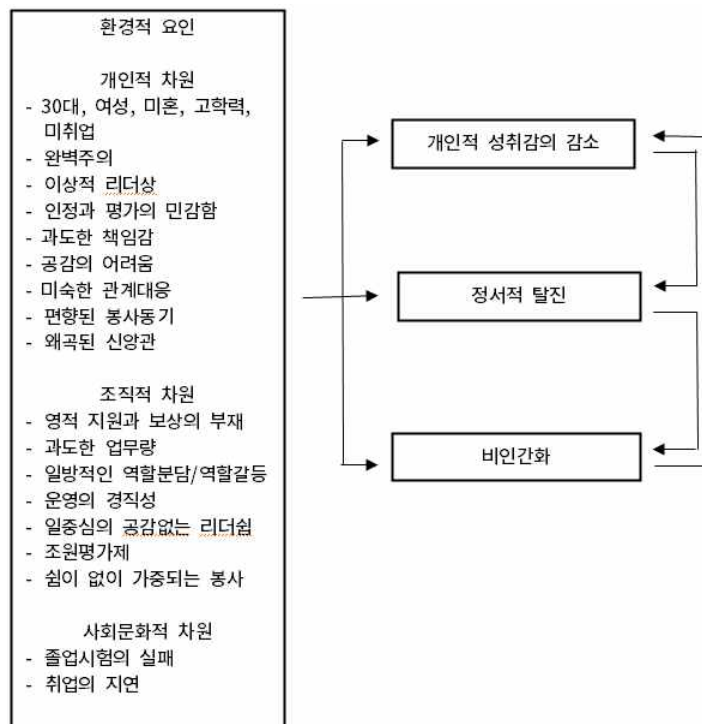 환경적 요인
개인적 차원
- 30대, 여성, 미혼, 고학력,
미취업
- 완벽주의
- 이상적 리더상
- 인정과 평가의 민감함
- 과도한 책임감
- 공감의 어려움
- 미숙한 관계대응
- 편향된 봉사동기
- 왜곡된 신앙관
조직적 차원
- 영적 지원과 보상의 부재
- 과도한 업무량
- 일방적인 역할분담/역할갈등
- 운영의 경직성
- 일중심의 공감없는 리더쉽
- 조원평가제
- 쉼이 없이 가중되는 봉사
사회문화적 차원
- 졸업시험의 실패
- 취업의 지연
개인적 성취감의 감소
정서적 탈진
비인간화